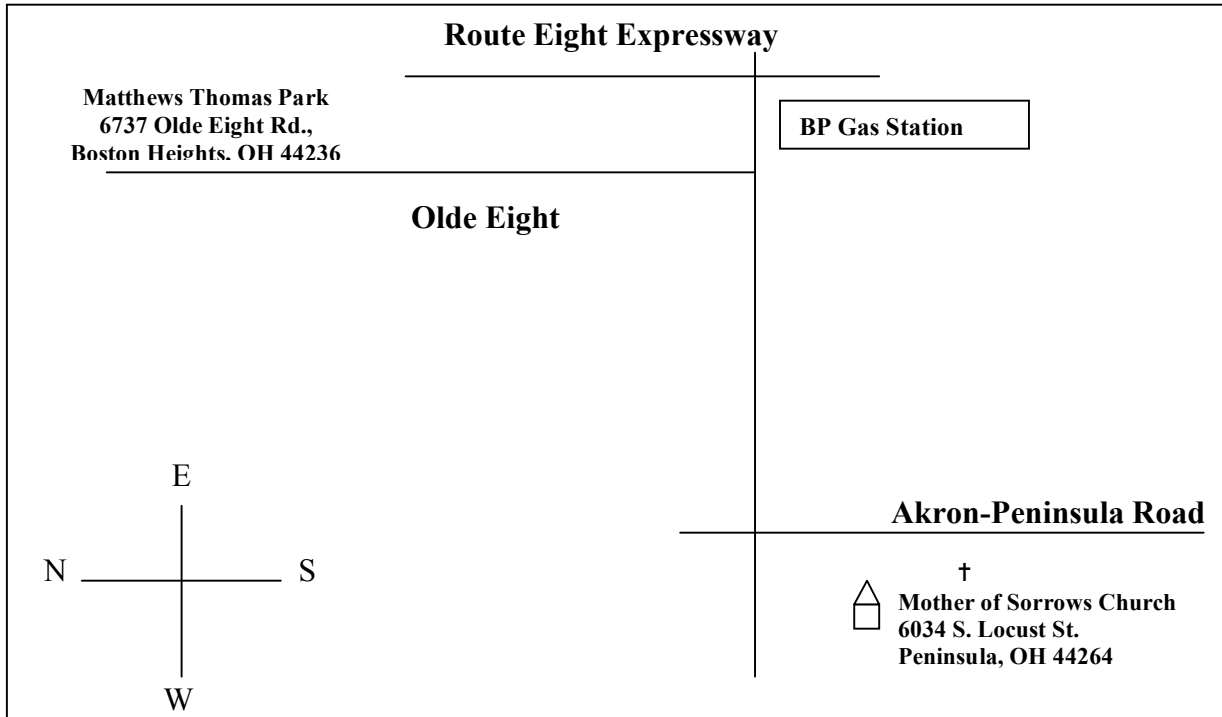 Route Eight Expressway
Matthews Thomas Park
6737 Olde Eight Rd.,
Boston Heights, OH 44236
BP Gas Station
Olde Eight
E
N
S
W
Akron-Peninsula Road
✝
Mother of Sorrows Church
6034 S. Locust St.
Peninsula, OH 44264